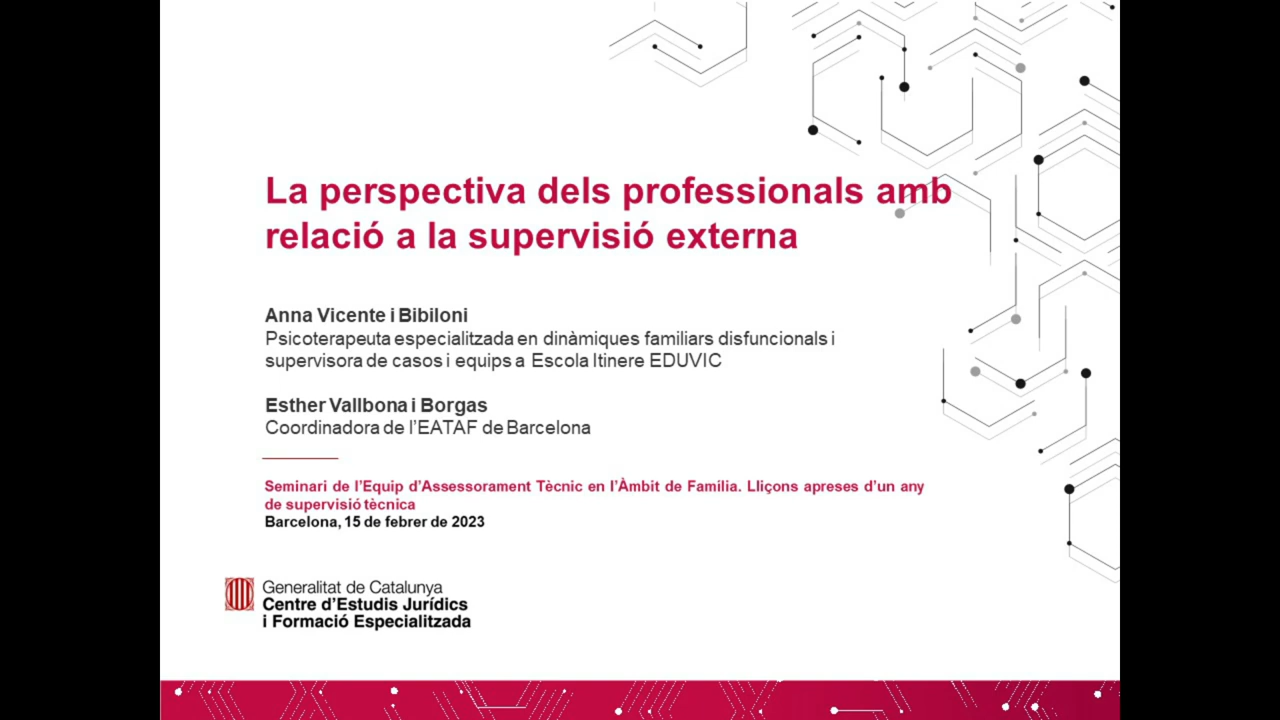 La perspectiva dels professionals amb
relació a la supervisió externa
Anna Vicente i Bibiloni
Psicoterapeuta especialitzada en dinàmiques familiars disfuncionals i
supervisora de casos i equips a Escola Itinere EDUVIC
Esther Vallbona i Borgas
Coordinadora de l’EATAF de Barcelona
Seminari de l’Equip d’Assessorament Tècnic en l’Àmbit de Família. Lliçons apreses d’un any
de supervisió tècnica
Barcelona, 15 de febrer de 2023
Generalitat de Catalunya
Centre d’Estudis Jurídics
i Formació Especialitzada